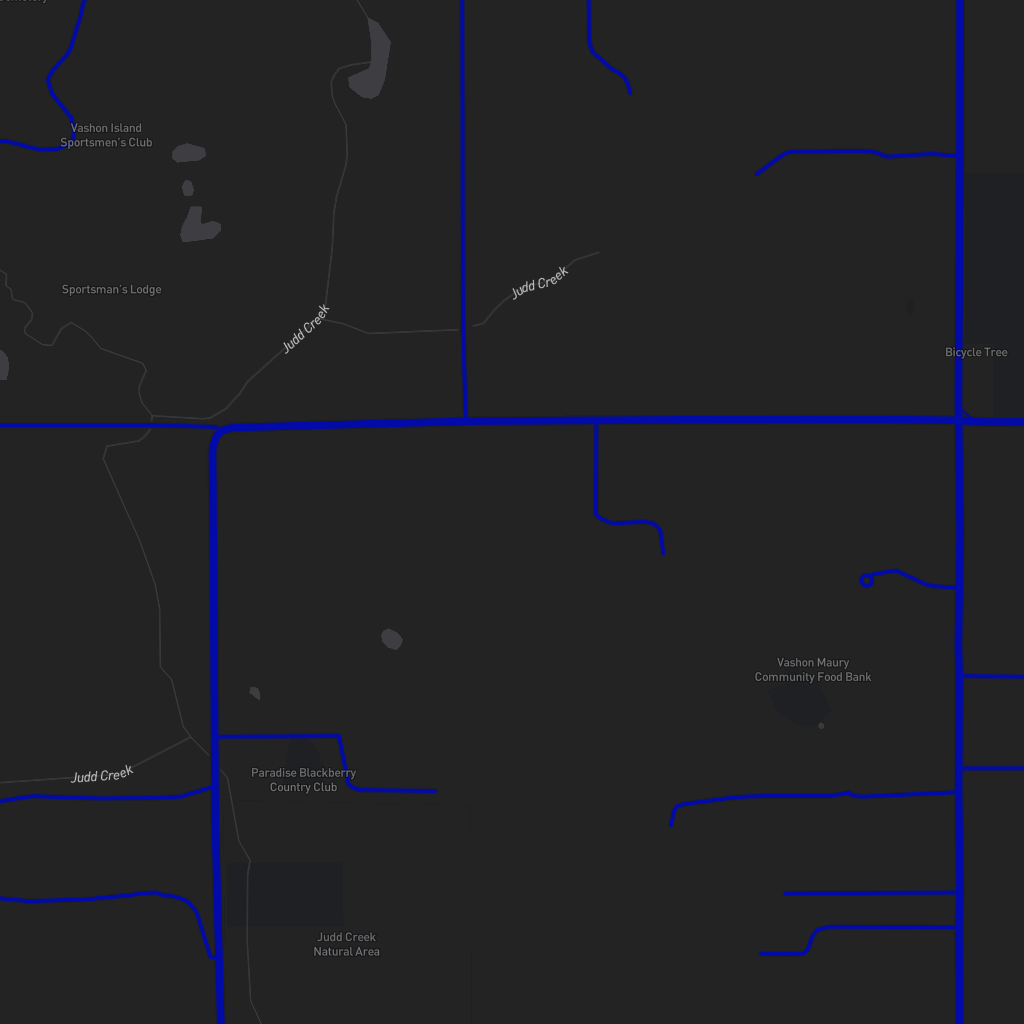 Vashon Island
Sportsmen's Club
Sportsman's Lodge
Judd Creek
Judd Creek
Bicycle Tree
Vashon Maury
Community Food Bank
Judd Creek
Paradise Blackberry
Country Club
Judd Creek
Natural Area